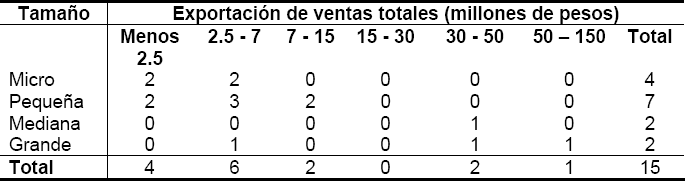 Tamaño Exportación de ventas totales (millones de pesos)
Menos 2.5 - 7 7 - 15 15 - 30 30 - 50 50 – 150 Total
2.5
Micro 2 2 0 0 0 0 4
Pequeña 2 3 2 0 0 0 7
Mediana 0 0 0 0 1 0 2
Grande 0 1 0 0 1 1 2
Total 4 6 2 0 2 1 15